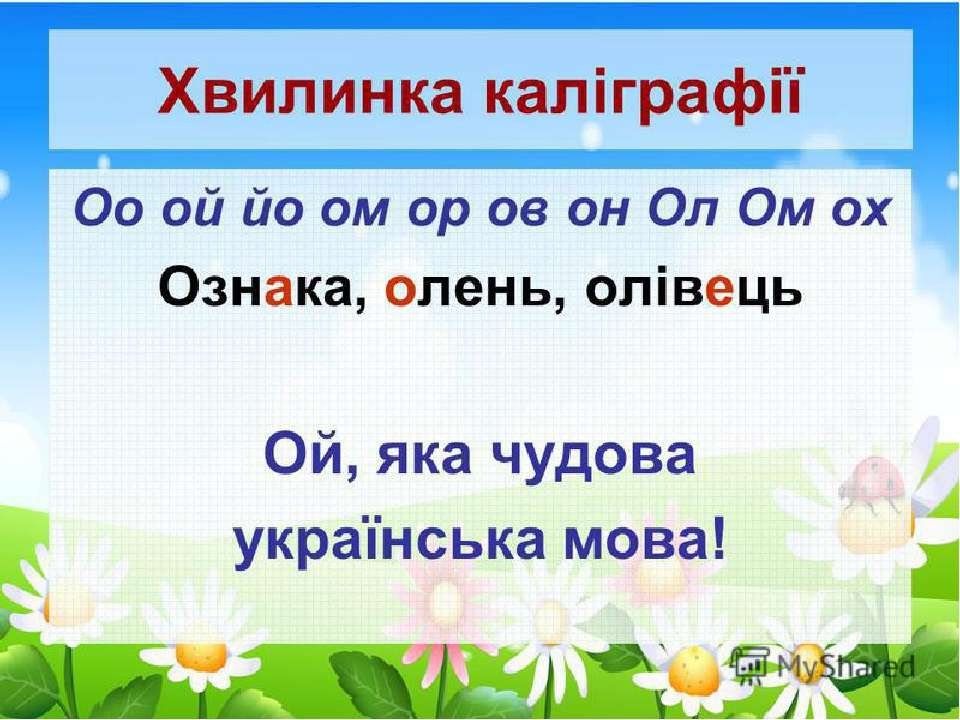 Хвилинка каліграфії
Оо ой йо ом ор ов он Ол Ом ох
Ознака, олень, олівець
Ой, яка чудова
українська мова!
MyShared